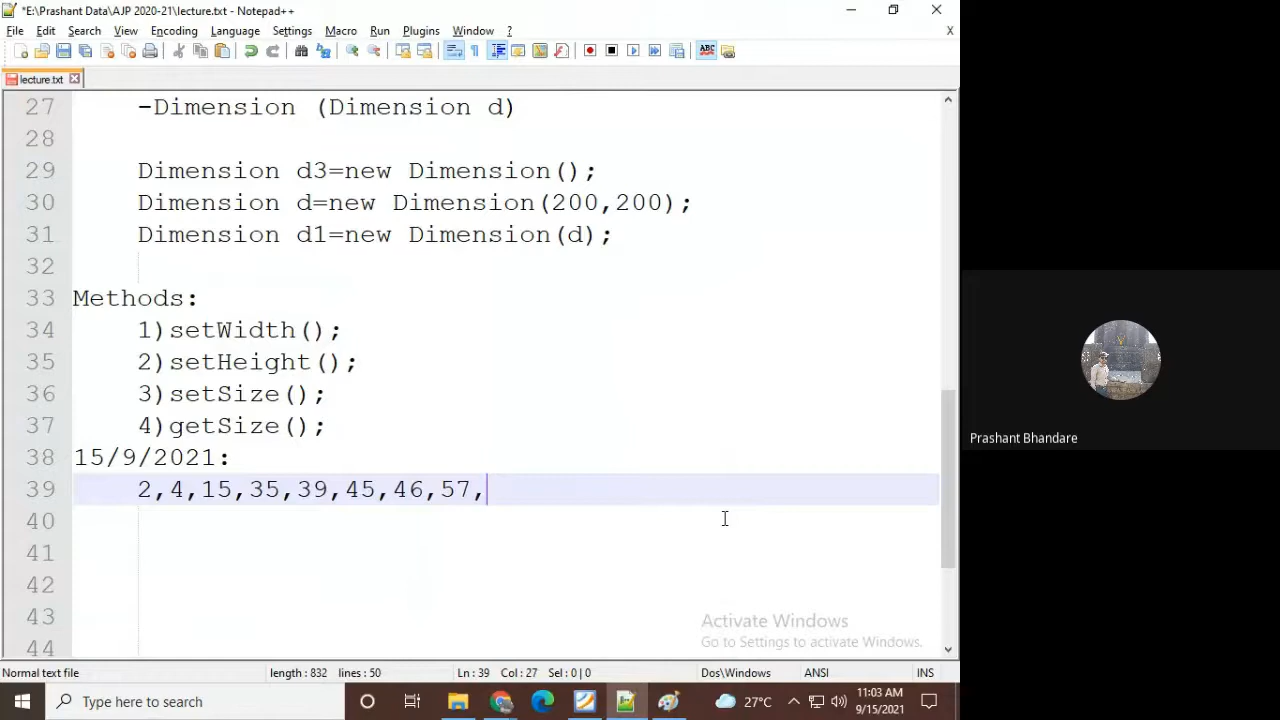 *E:\Prashant Data\AJP 2020-21\lecture.txt - Notepad++
File Edit Search View Encoding Language Settings Macro Run Plugins Window ? X
lecture.txt
27 -Dimension (Dimension d)
28
29 Dimension d3=new Dimension();
30 Dimension d=new Dimension(200,200);
31 Dimension d1=new Dimension(d);
32
33 Methods:
34 1)setWidth();
35 2)setHeight();
36 3)setSize();
37 4)getSize();
38 15/9/2021:
39 2,4,15,35,39,45,46,57,
40
41
42
43
44
Prashant Bhandare
Activate Windows
Go to Settings to activate Windows.
Normal text file length : 832 lines : 50 Ln : 39 Col : 27 Sel : 0 | 0 Dos\Windows ANSI INS
Type here to search 27°C 11:03 AM
9/15/2021